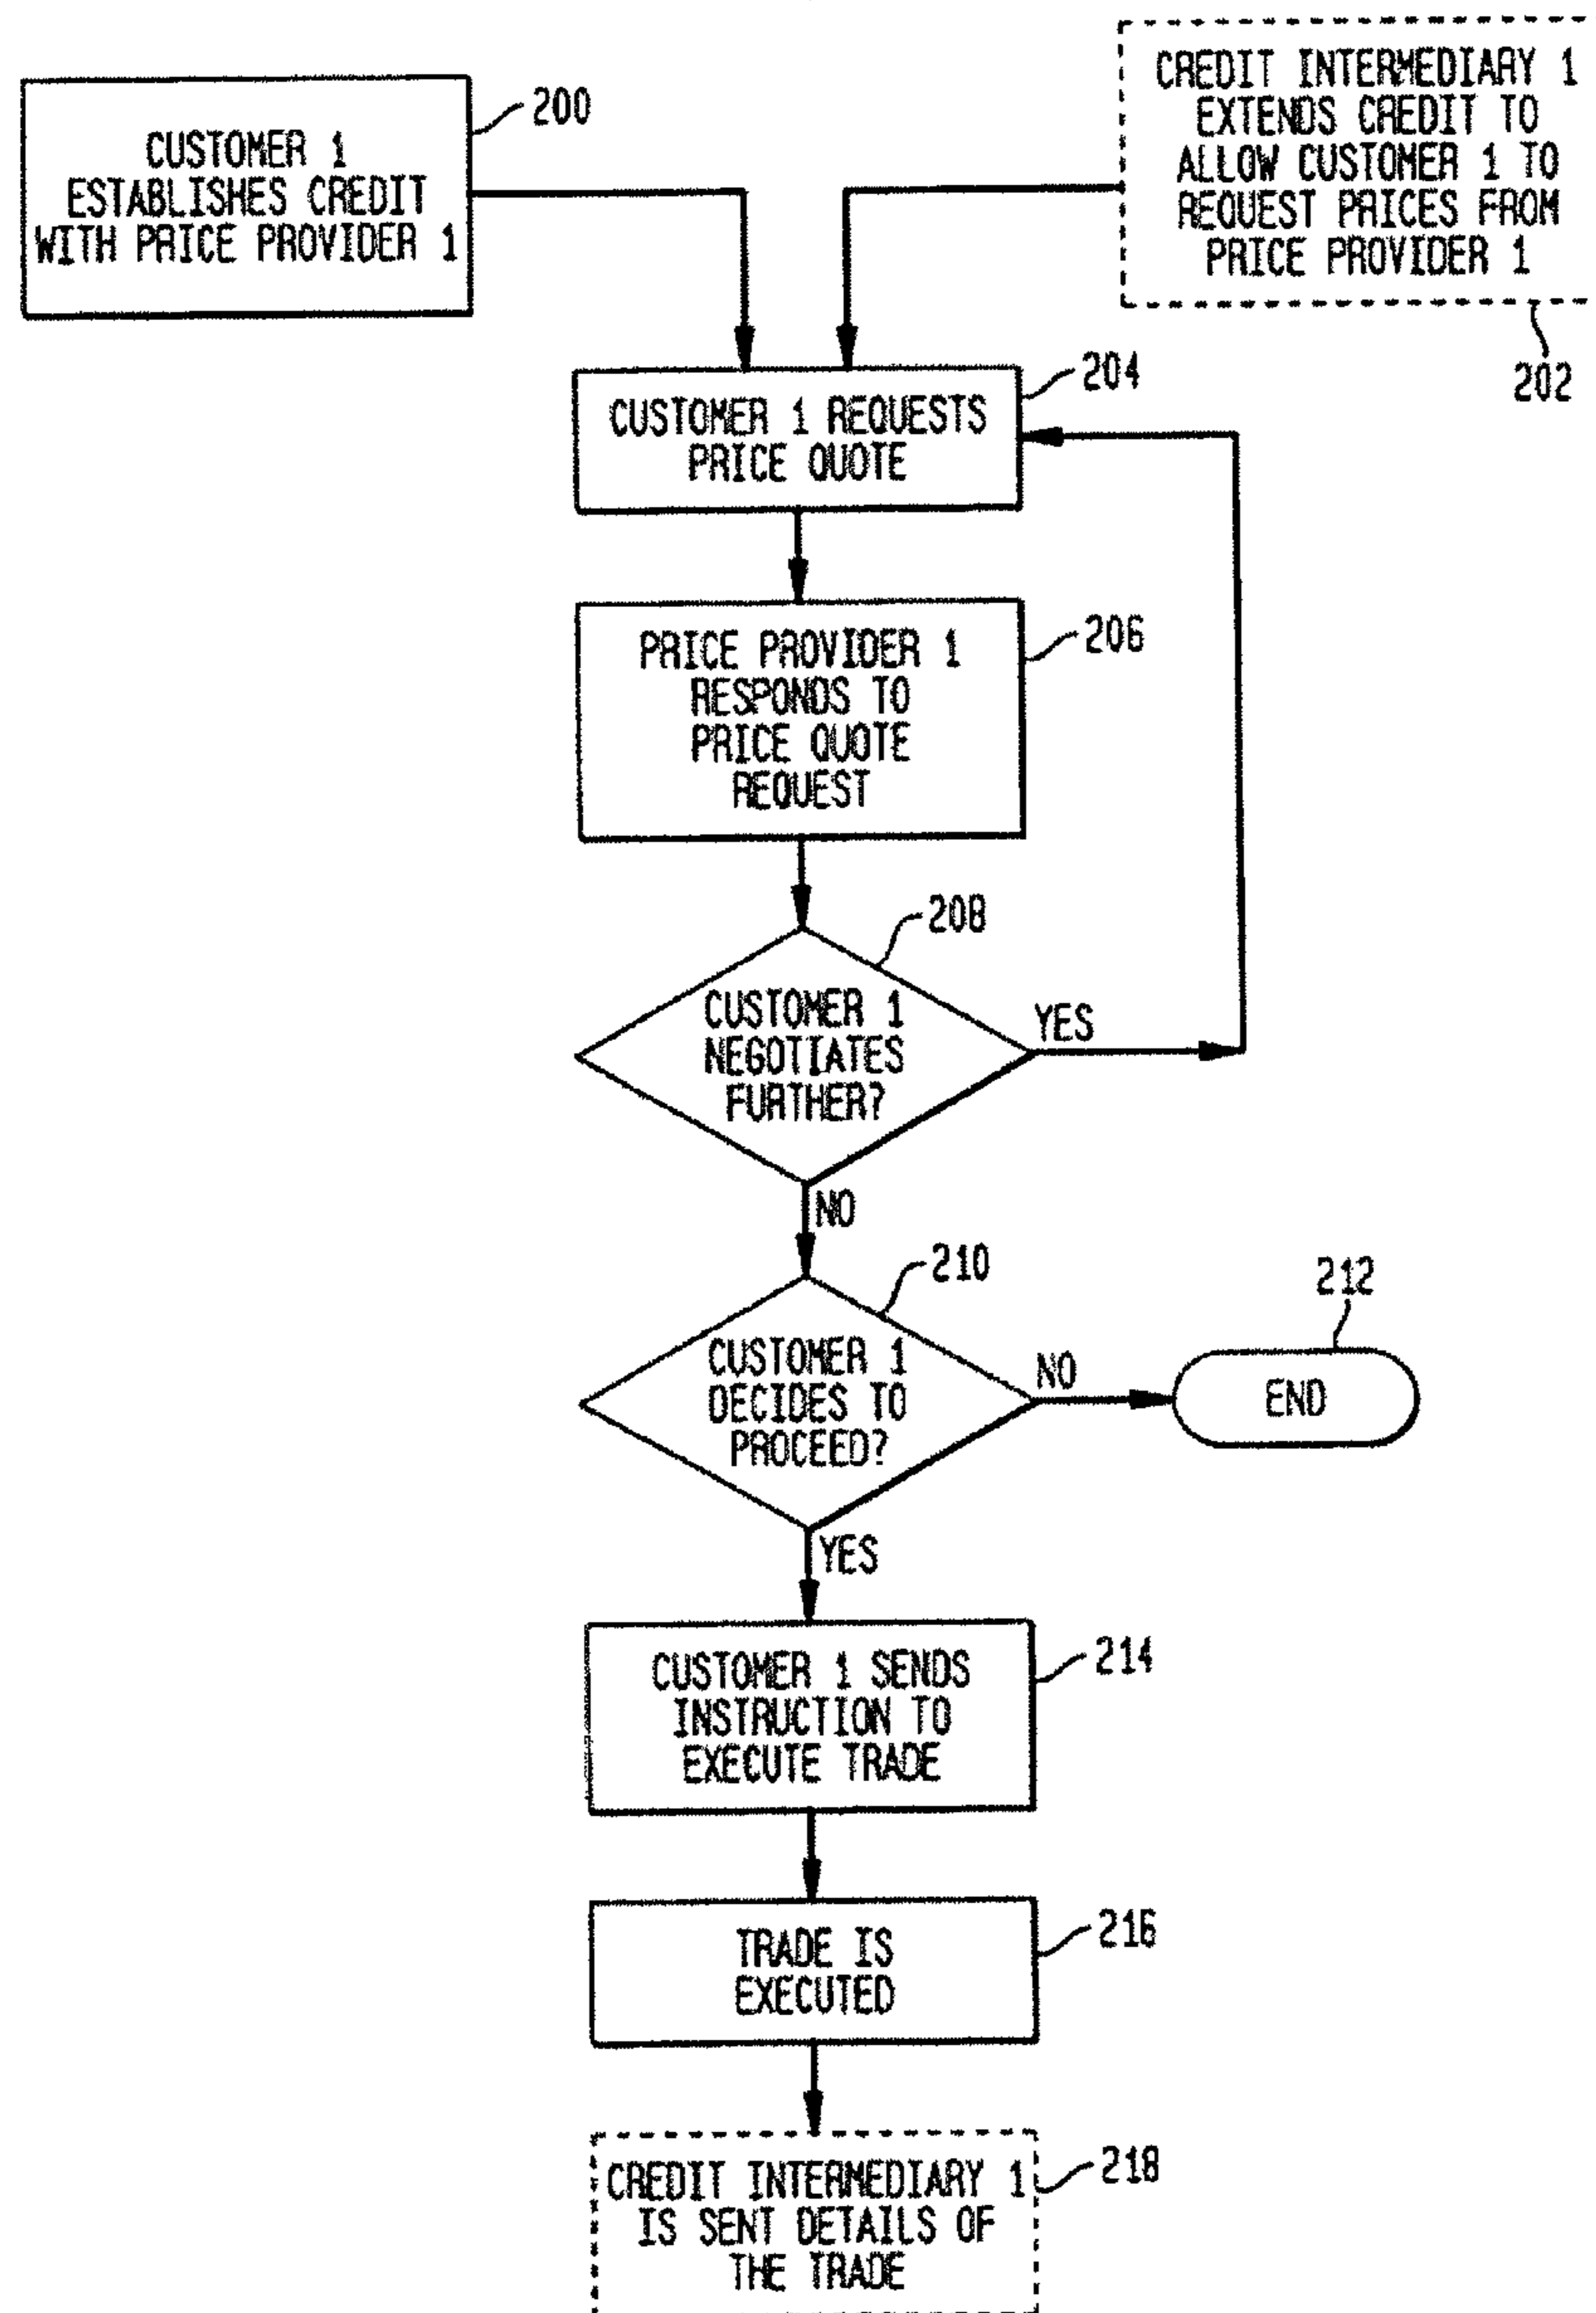 200
CUSTOMER 1
ESTABLISHES CREDIT
WITH PRICE PROVIDER 1
CREDIT INTERMEDIARY 1
EXTENDS CREDIT TO
ALLOW CUSTOMER 1 TO
REQUEST PRICES FROM
PRICE PROVIDER 1
202
204
CUSTOMER 1 REQUESTS
PRICE QUOTE
206
PRICE PROVIDER 1
RESPONDS TO
PRICE QUOTE
REQUEST
208
CUSTOMER 1
NEGOTIATES
FURTHER?
YES
NO
210
CUSTOMER 1
DECIDES TO
PROCEED?
NO
212
END
YES
214
CUSTOMER 1 SENDS
INSTRUCTION TO
EXECUTE TRADE
216
TRADE IS
EXECUTED
218
CREDIT INTERMEDIARY 1
IS SENT DETAILS OF
THE TRADE